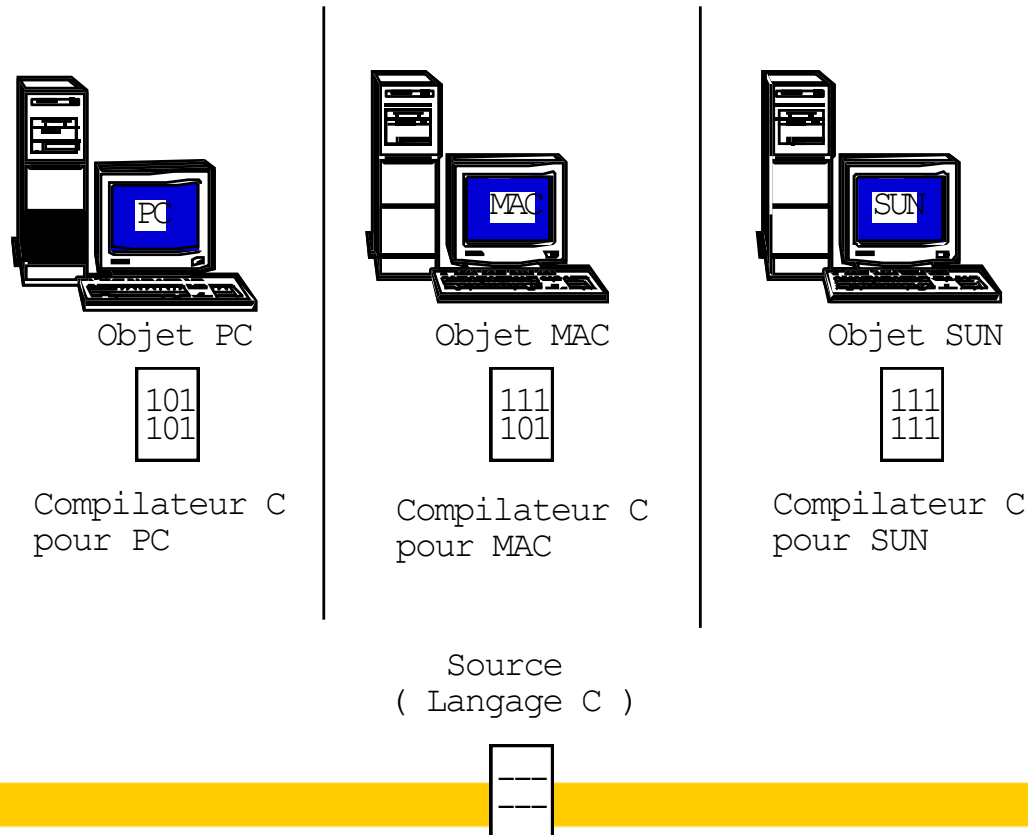 PC
MAC
SUN
Objet PC
Objet MAC
Objet SUN
101
101
111
101
111
111
Compilateur C
pour PC
Compilateur C
pour MAC
Compilateur C
pour SUN
Source
( Langage C )
---
---